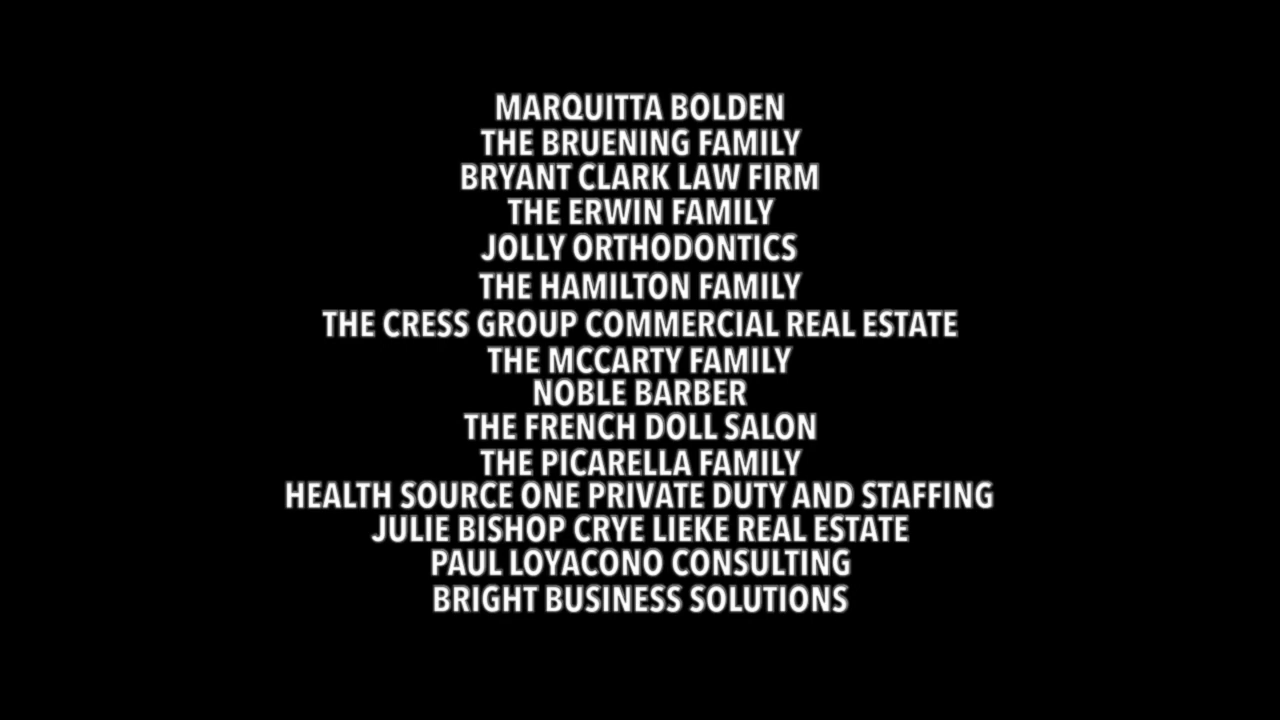 MARQUITTA BOLDEN
THE BRUENING FAMILY
BRYANT CLARK LAW FIRM
THE ERWIN FAMILY
JOLLY ORTHODONTICS
THE HAMILTON FAMILY
THE CRESS GROUP COMMERCIAL REAL ESTATE
THE MCCARTY FAMILY
NOBLE BARBER
THE FRENCH DOLL SALON
THE PICARELLA FAMILY
HEALTH SOURCE ONE PRIVATE DUTY AND STAFFING
JULIE BISHOP CRYE LIEKE REAL ESTATE
PAUL LOYACONO CONSULTING
BRIGHT BUSINESS SOLUTIONS